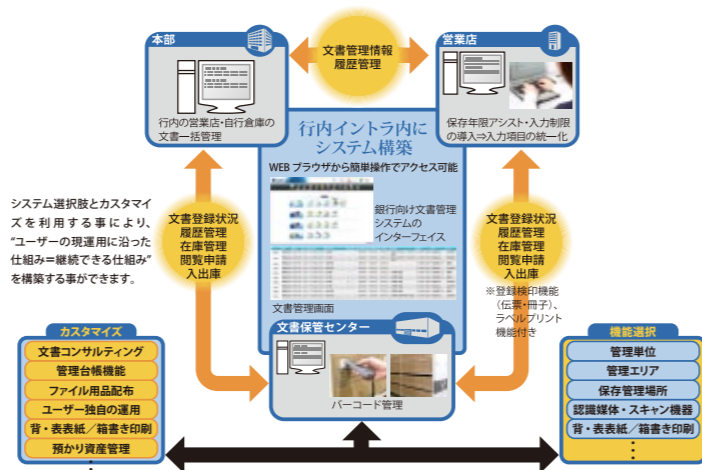 本部
文書管理情報
履歴管理
営業店
行内の営業店・自行倉庫の
文書一括管理
保存年限アシスト・入力制限
の導入⇒入力項目の統一化
行内イントラ内に
システム構築
WEB ブラウザから簡単操作でアクセス可能
銀行向け文書管理
システムの
インターフェイス
文書管理画面
システム選択肢とカスタマイ
ズを利用する事により、
“ユーザーの現運用に沿った
仕組み＝継続できる仕組み”
を構築する事ができます。
文書登録状況
履歴管理
在庫管理
閲覧申請
入出庫
文書登録状況
履歴管理
在庫管理
閲覧申請
入出庫
※登録検印機能
（伝票・冊子）、
ラベルプリント
機能付き
文書保管センター
バーコード管理
カスタマイズ
文書コンサルティング
管理台帳機能
ファイル用品配布
ユーザー独自の運用
背・表表紙／箱書き印刷
預かり資産管理
機能選択
管理単位
管理エリア
保存管理場所
認識媒体・スキャン機器
背・表表紙／箱書き印刷